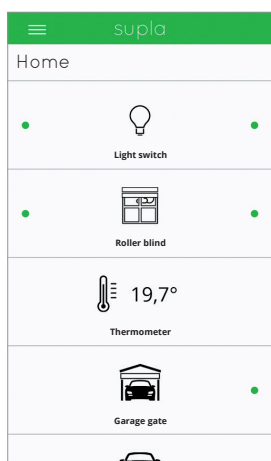 supla
Home
Light switch
Roller blind
19,7°
Thermometer
Garage gate